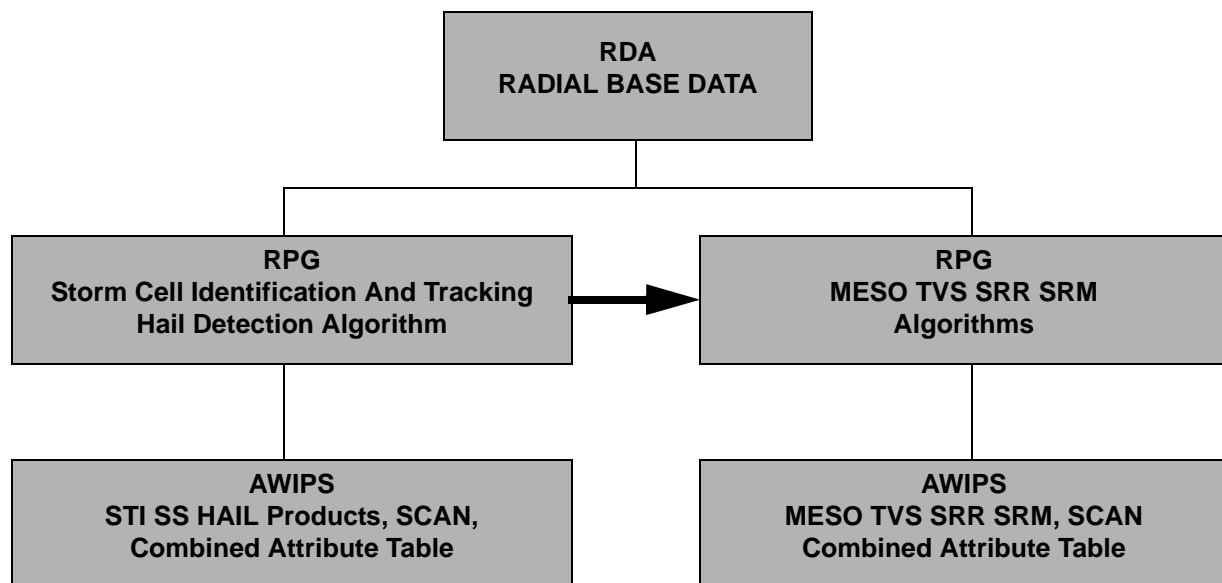 RDA
RADIAL BASE DATA
RPG
Storm Cell Identification And Tracking
Hail Detection Algorithm
RPG
MESO TVS SRR SRM
Algorithms
AWIPS
STI SS HAIL Products, SCAN,
Combined Attribute Table
AWIPS
MESO TVS SRR SRM, SCAN
Combined Attribute Table